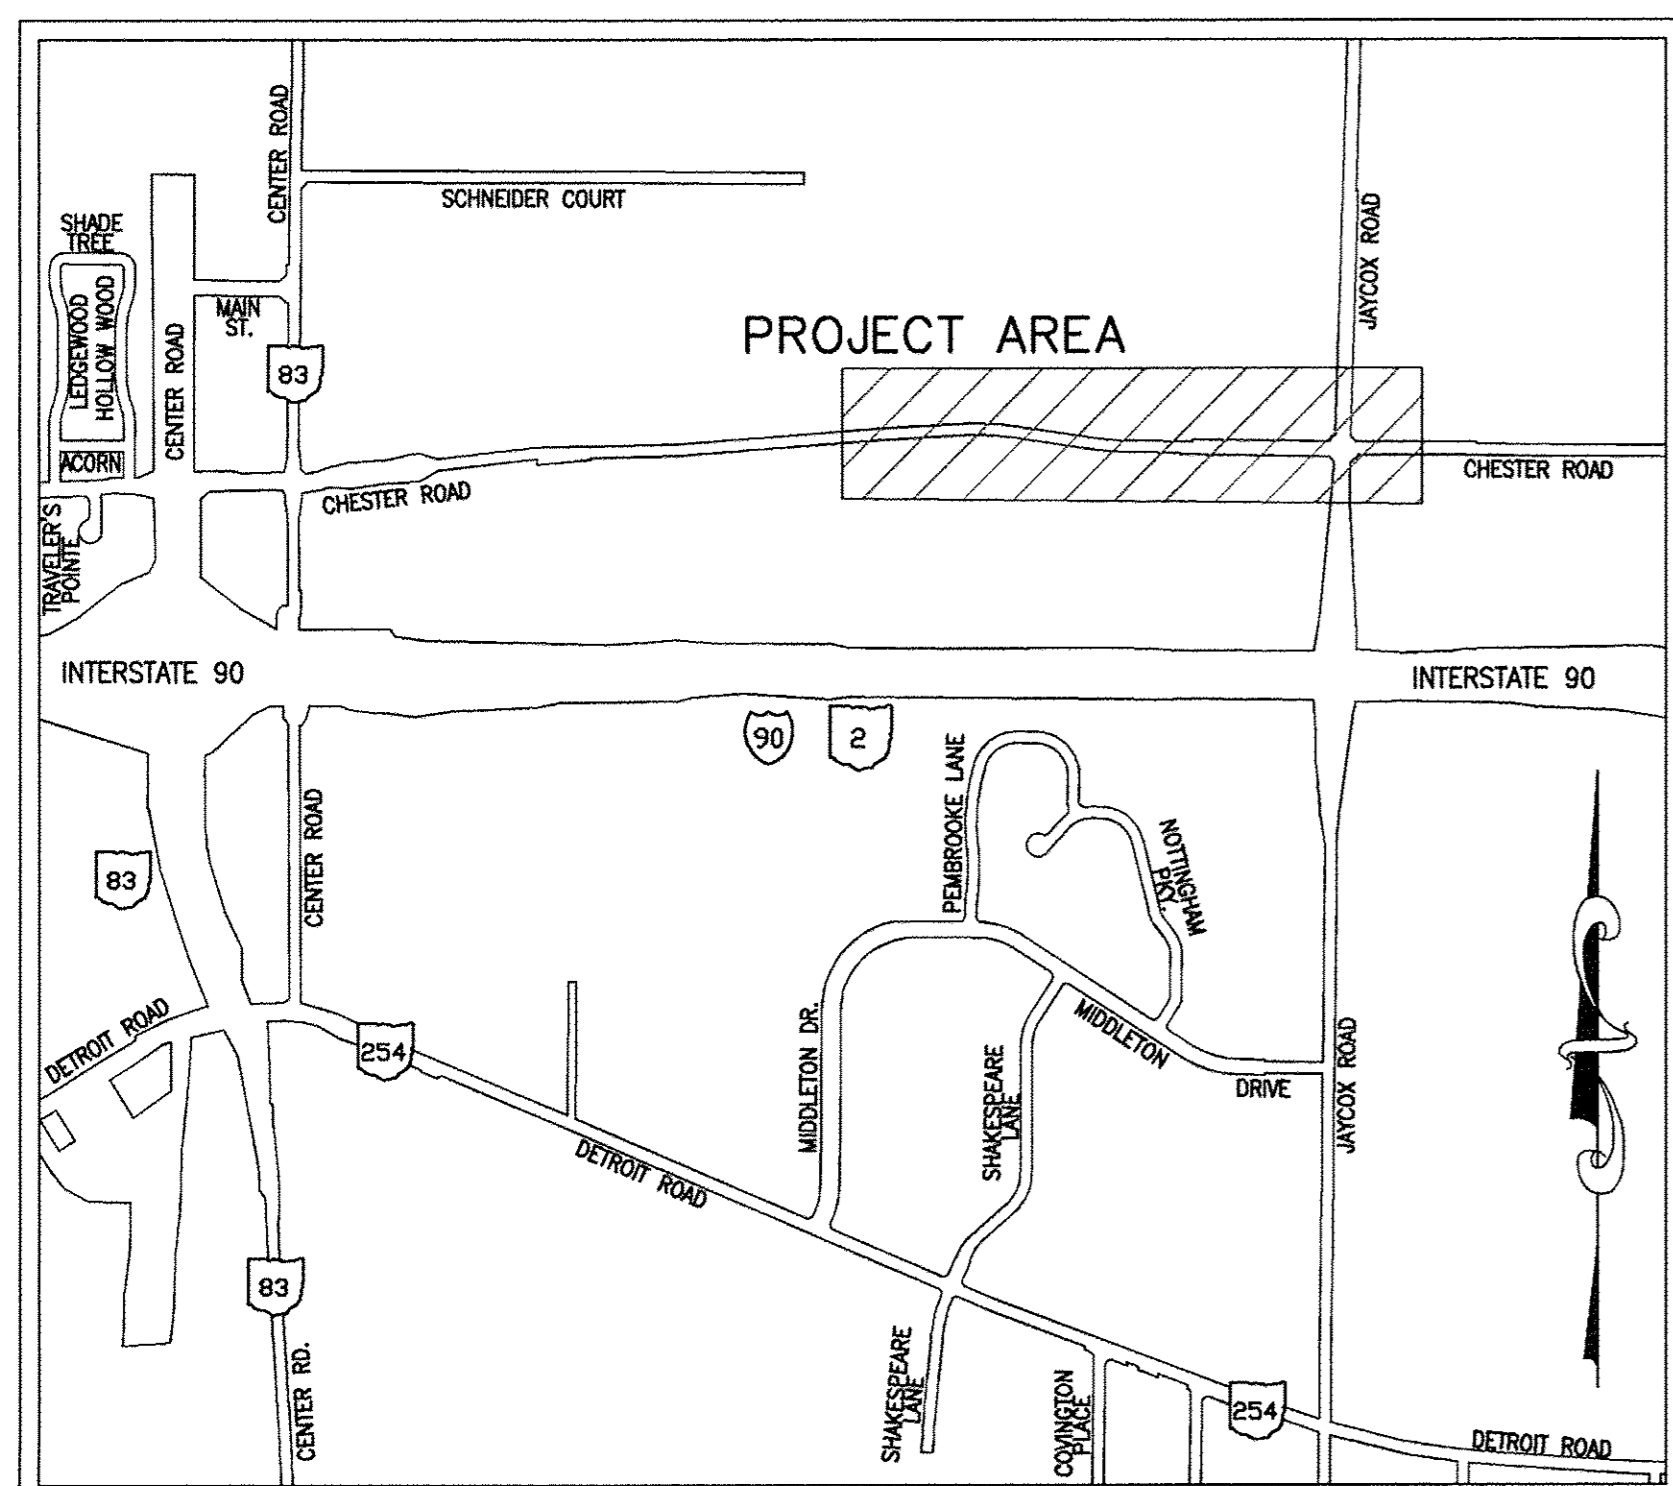 CENTER ROAD
SCHNEIDER COURT
JAYCOX ROAD
SHADE
TREE
LEDGEWOOD
HOLLOW WOOD
CENTER ROAD
MAIN
ST.
83
PROJECT AREA
ACORN
CHESTER ROAD
CHESTER ROAD
TRAVELER'S
POINTE
INTERSTATE 90
INTERSTATE 90
90
2
PEMBROOKE LANE
NOTTINGHAM
PKY.
83
CENTER ROAD
DETROIT ROAD
254
MIDDLETON DR.
SHAKESPEARE
LANE
MIDDLETON
DRIVE
JAYCOX ROAD
DETROIT ROAD
83
CENTER RD.
SHAKESPEARE
LANE
COVINGTON
PLACE
254
DETROIT ROAD